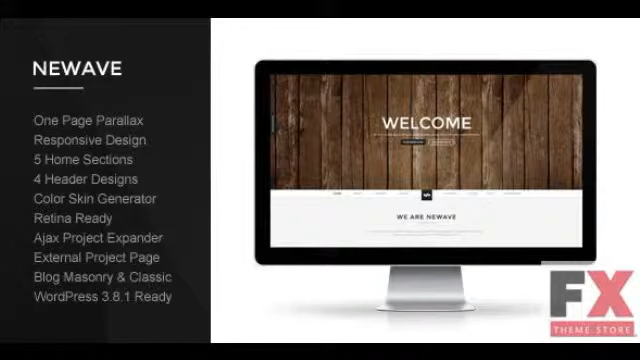 NEWAVE
One Page Parallax
Responsive Design
5 Home Sections
4 Header Designs
Color Skin Generator
Retina Ready
Ajax Project Expander
External Project Page
Blog Masonry & Classic
WordPress 3.8.1 Ready
WELCOME
WE ARE NEWAVE
FX
THEME STORE